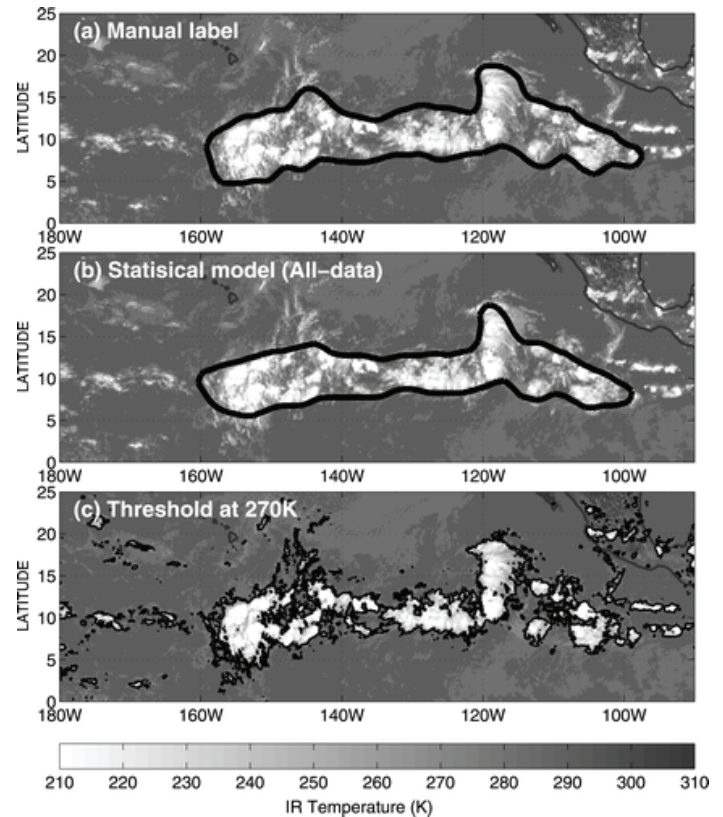 25
(a) Manual label
20
15
10
5
0
LATITUDE
180W 160W 140W 120W 100W
25
(b) Statisical model (All-data)
20
15
10
5
0
LATITUDE
180W 160W 140W 120W 100W
25
(c) Threshold at 270K
20
15
10
5
0
LATITUDE
180W 160W 140W 120W 100W
210 220 230 240 250 260 270 280 290 300 310
IR Temperature (K)